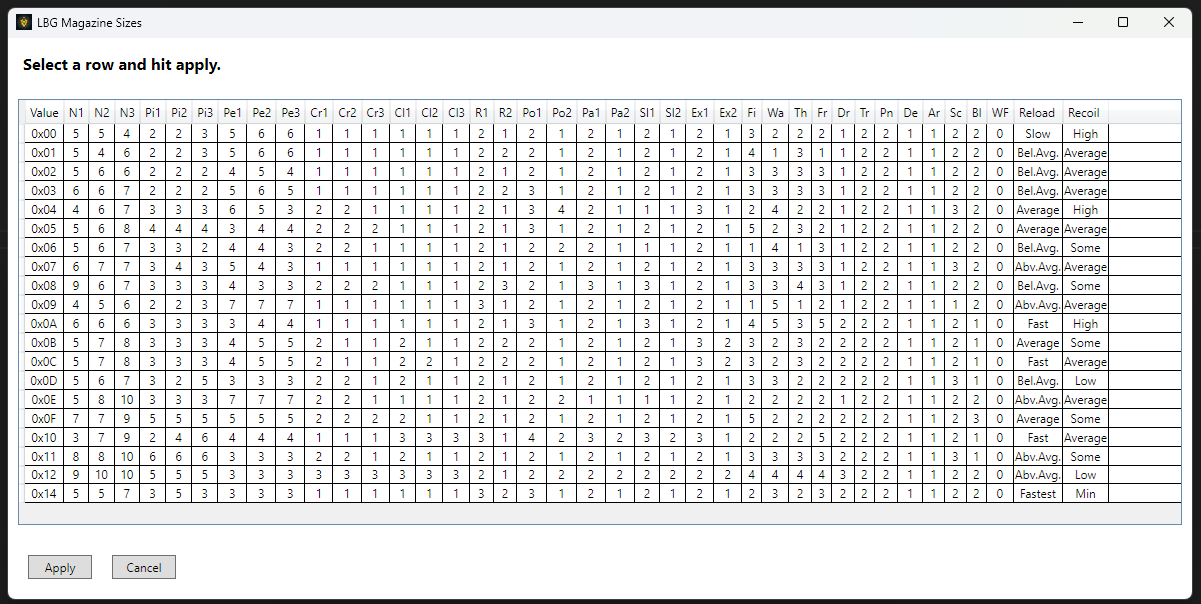 LBG Magazine Sizes
Select a row and hit apply.
Value N1 N2 N3 Pi1 Pi2 Pi3 Pe1 Pe2 Pe3 Cr1 Cr2 Cr3 Cl1 Cl2 Cl3 R1 R2 Po1 Po2 Pa1 Pa2 Sl1 Sl2 Ex1 Ex2 Fi Wa Th Fr Dr Tr Pn De Ar Sc Bl WF Reload Recoil
0x00 5 5 4 2 2 3 5 6 6 1 1 1 1 1 1 2 1 2 1 2 1 2 1 2 1 3 2 2 2 1 2 2 1 1 2 2 0 Slow High
0x01 5 4 6 2 2 3 5 6 6 1 1 1 1 1 1 2 2 2 1 2 1 2 1 2 1 4 1 3 1 1 2 2 1 1 2 2 0 Bel.Avg. Average
0x02 5 6 6 2 2 2 4 5 4 1 1 1 1 1 1 2 2 2 1 2 1 2 1 2 1 3 3 3 3 1 2 2 1 1 2 2 0 Bel.Avg. Average
0x03 6 6 7 2 2 2 5 6 5 1 1 1 1 1 1 2 2 3 1 2 1 2 1 2 1 3 3 3 3 1 2 2 1 1 2 2 0 Bel.Avg. Average
0x04 4 6 7 3 3 3 6 5 3 2 2 1 1 1 1 2 1 3 4 2 1 1 1 3 1 2 4 2 2 1 2 2 1 1 3 2 0 Average High
0x05 5 6 8 4 4 4 3 4 4 2 2 2 1 1 1 2 1 3 1 2 1 2 1 2 1 5 2 3 2 1 2 2 1 1 2 2 0 Average Average
0x06 5 6 7 3 3 2 4 4 3 2 2 1 1 1 1 2 1 2 2 2 1 1 1 2 1 1 4 1 3 1 2 2 1 1 2 2 0 Bel.Avg. Some
0x07 6 7 7 3 4 3 5 4 3 1 1 1 1 1 1 2 1 2 1 2 1 2 1 2 1 3 3 3 3 1 2 2 1 1 3 2 0 Abv.Avg. Average
0x08 9 6 7 3 3 3 4 3 3 2 2 2 1 1 1 2 3 2 1 3 1 3 1 2 1 3 3 4 3 1 2 2 1 1 2 2 0 Bel.Avg. Some
0x09 4 5 6 2 2 3 7 7 7 1 1 1 1 1 1 3 1 2 1 2 1 2 1 2 1 1 5 1 2 1 2 2 1 1 1 2 0 Abv.Avg. Average
0x0A 6 6 6 3 3 3 3 4 4 1 1 1 1 1 1 2 1 3 1 2 1 3 1 2 1 4 5 3 5 2 2 2 1 1 2 1 0 Fast High
0x0B 5 7 8 3 3 3 4 5 5 2 1 1 2 1 1 2 2 2 1 2 1 2 1 3 2 3 2 3 2 2 2 2 1 1 2 1 0 Average Some
0x0C 5 7 8 3 3 3 4 5 5 2 1 1 2 2 1 2 2 2 1 2 1 2 1 3 2 3 2 3 2 2 2 2 1 1 2 1 0 Fast Average
0x0D 5 6 7 3 2 5 3 3 3 2 2 1 2 1 1 2 1 2 1 2 1 2 1 2 1 3 3 2 2 2 2 2 1 1 3 1 0 Bel.Avg. Low
0x0E 5 8 10 3 3 3 7 7 7 2 2 1 2 1 1 2 1 2 2 1 1 1 1 2 1 2 2 2 2 2 1 2 2 1 1 2 2 0 Abv.Avg. Average
0x0F 7 7 9 5 5 5 5 5 5 2 2 2 2 1 1 2 1 2 1 2 1 2 1 2 1 5 2 2 2 2 2 2 1 1 2 3 0 Average Some
0x10 3 7 9 2 4 6 4 4 4 1 1 1 3 3 3 3 1 4 2 3 2 3 2 3 1 2 2 2 5 2 2 2 1 1 2 1 0 Fast Average
0x11 8 8 10 6 6 6 3 3 3 2 2 1 2 1 1 2 1 2 1 2 1 2 1 2 1 3 2 3 2 2 2 2 1 1 3 1 0 Abv.Avg. Some
0x12 9 10 10 5 5 5 3 3 3 3 3 3 3 3 3 2 1 2 2 2 2 2 2 2 2 4 4 4 4 3 2 2 1 1 2 2 0 Abv.Avg. Low
0x14 5 5 7 3 5 3 3 3 3 1 1 1 1 1 1 3 2 3 1 2 1 2 1 2 1 2 3 2 3 2 2 2 1 1 2 2 0 Fastest Min
Apply Cancel